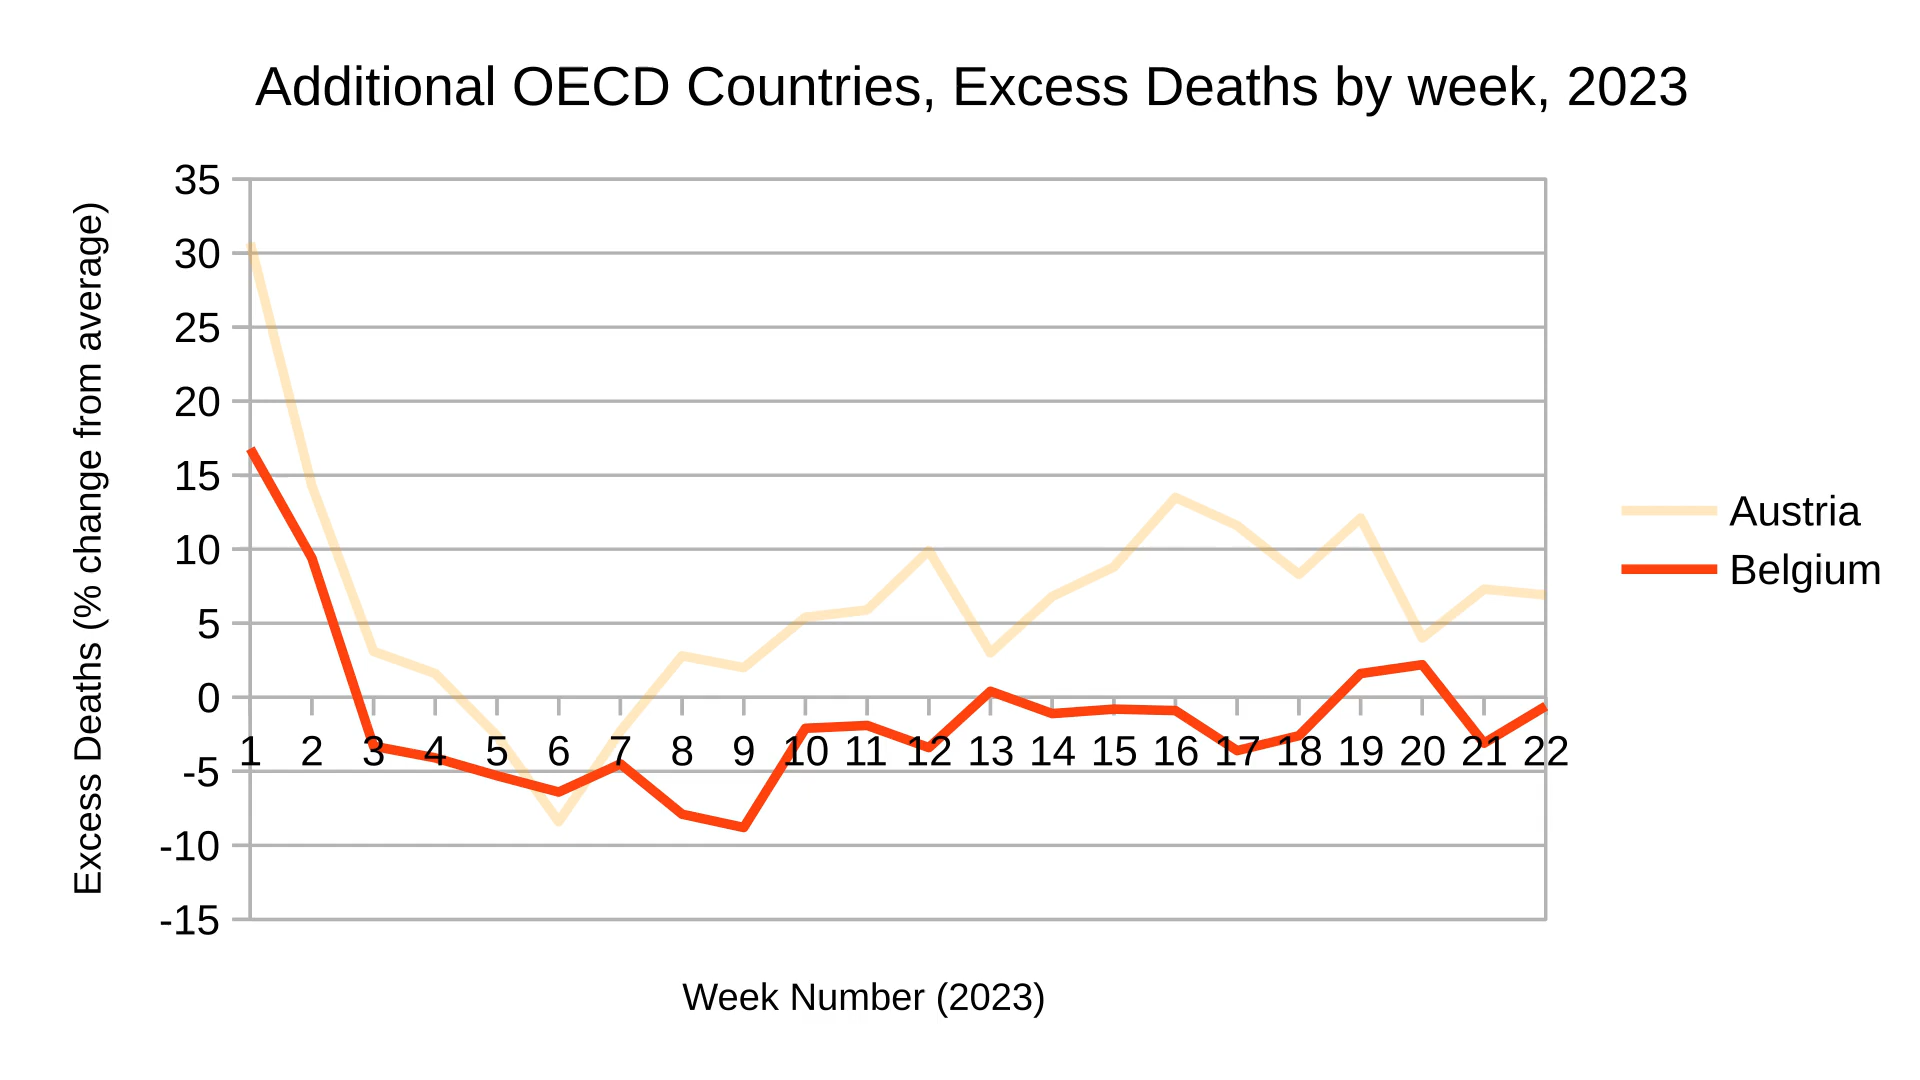 Additional OECD Countries, Excess Deaths by week, 2023
Excess Deaths (% change from average)
35
30
25
20
15
10
5
0
-5
-10
-15
1 2 3 4 5 6 7 8 9 10 11 12 13 14 15 16 17 18 19 20 21 22
Austria
Belgium
Week Number (2023)